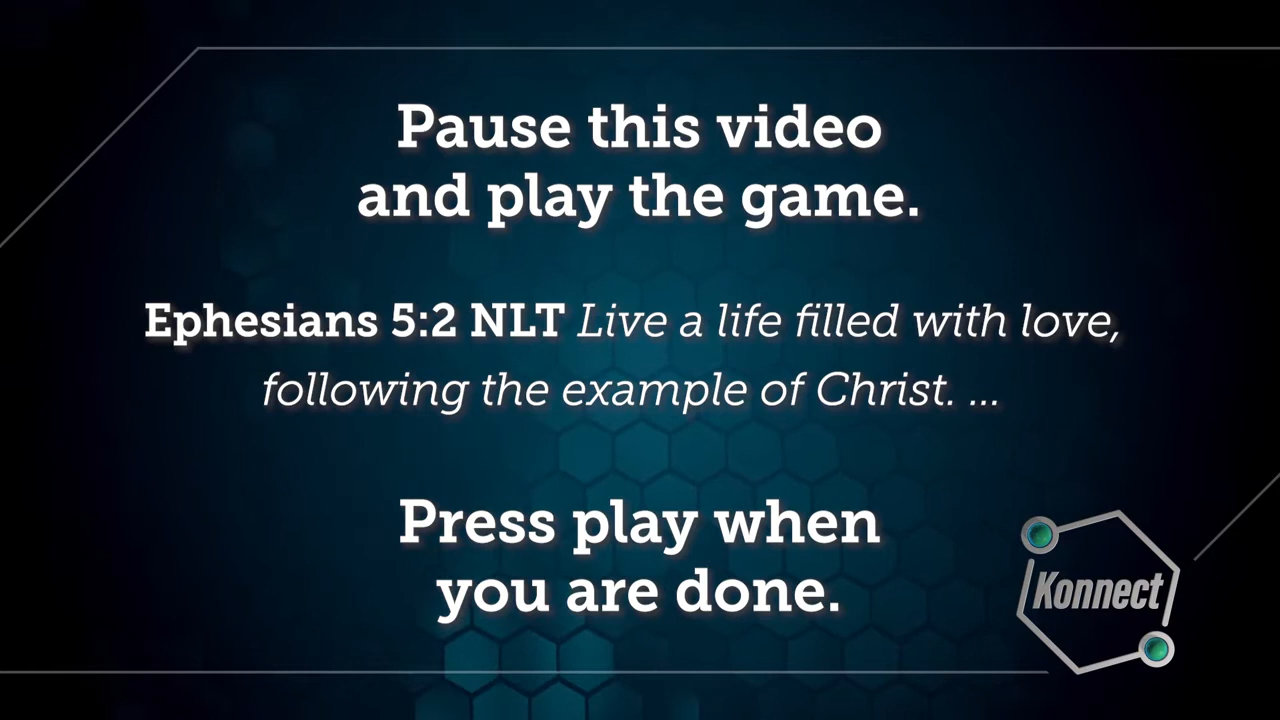 Pause this video
and play the game.
Ephesians 5:2 NLT Live a life filled with love,
following the example of Christ. ...
Press play when
you are done.
Konnect